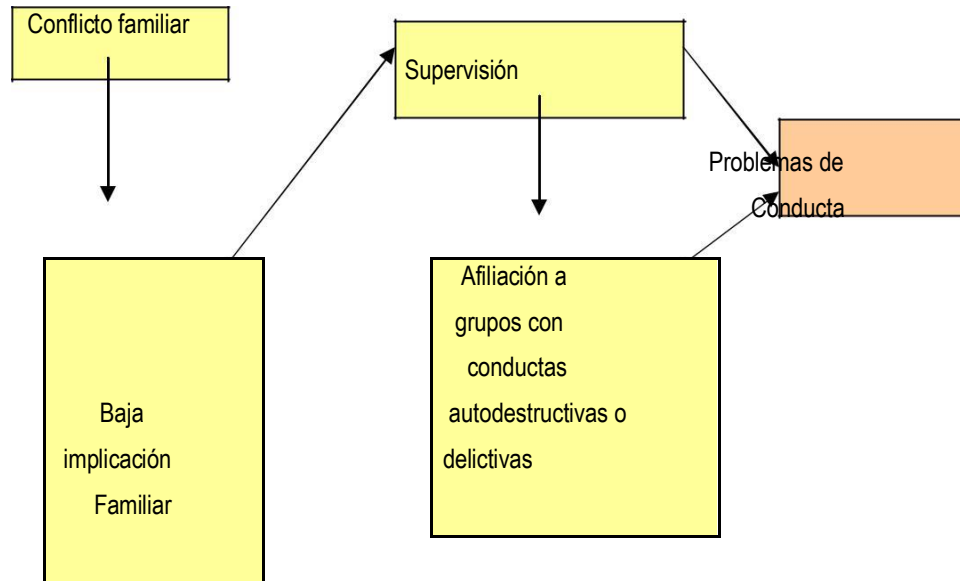 Conflicto familiar
Supervisión
Problemas de
Conducta
Afiliación a
grupos con
conductas
autodestructivas o
delictivas
Baja
implicación
Familiar